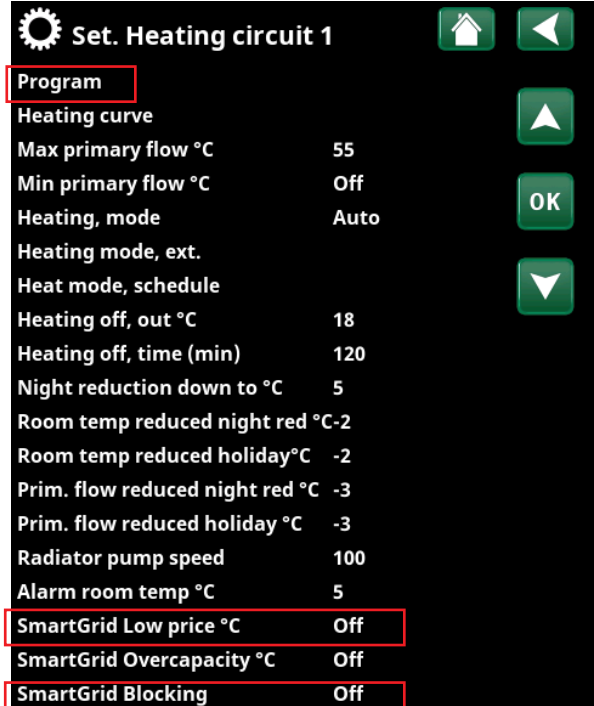 Set. Heating circuit 1
Program
Heating curve
Max primary flow °C 55
Min primary flow °C Off
Heating, mode Auto
OK
Heating mode, ext.
Heat mode, schedule
Heating off, out °C 18
Heating off, time (min) 120
Night reduction down to °C 5
Room temp reduced night red °C-2
Room temp reduced holiday°C -2
Prim. flow reduced night red °C -3
Prim. flow reduced holiday °C -3
Radiator pump speed 100
Alarm room temp °C 5
SmartGrid Low price °C Off
SmartGrid Overcapacity °C Off
SmartGrid Blocking Off